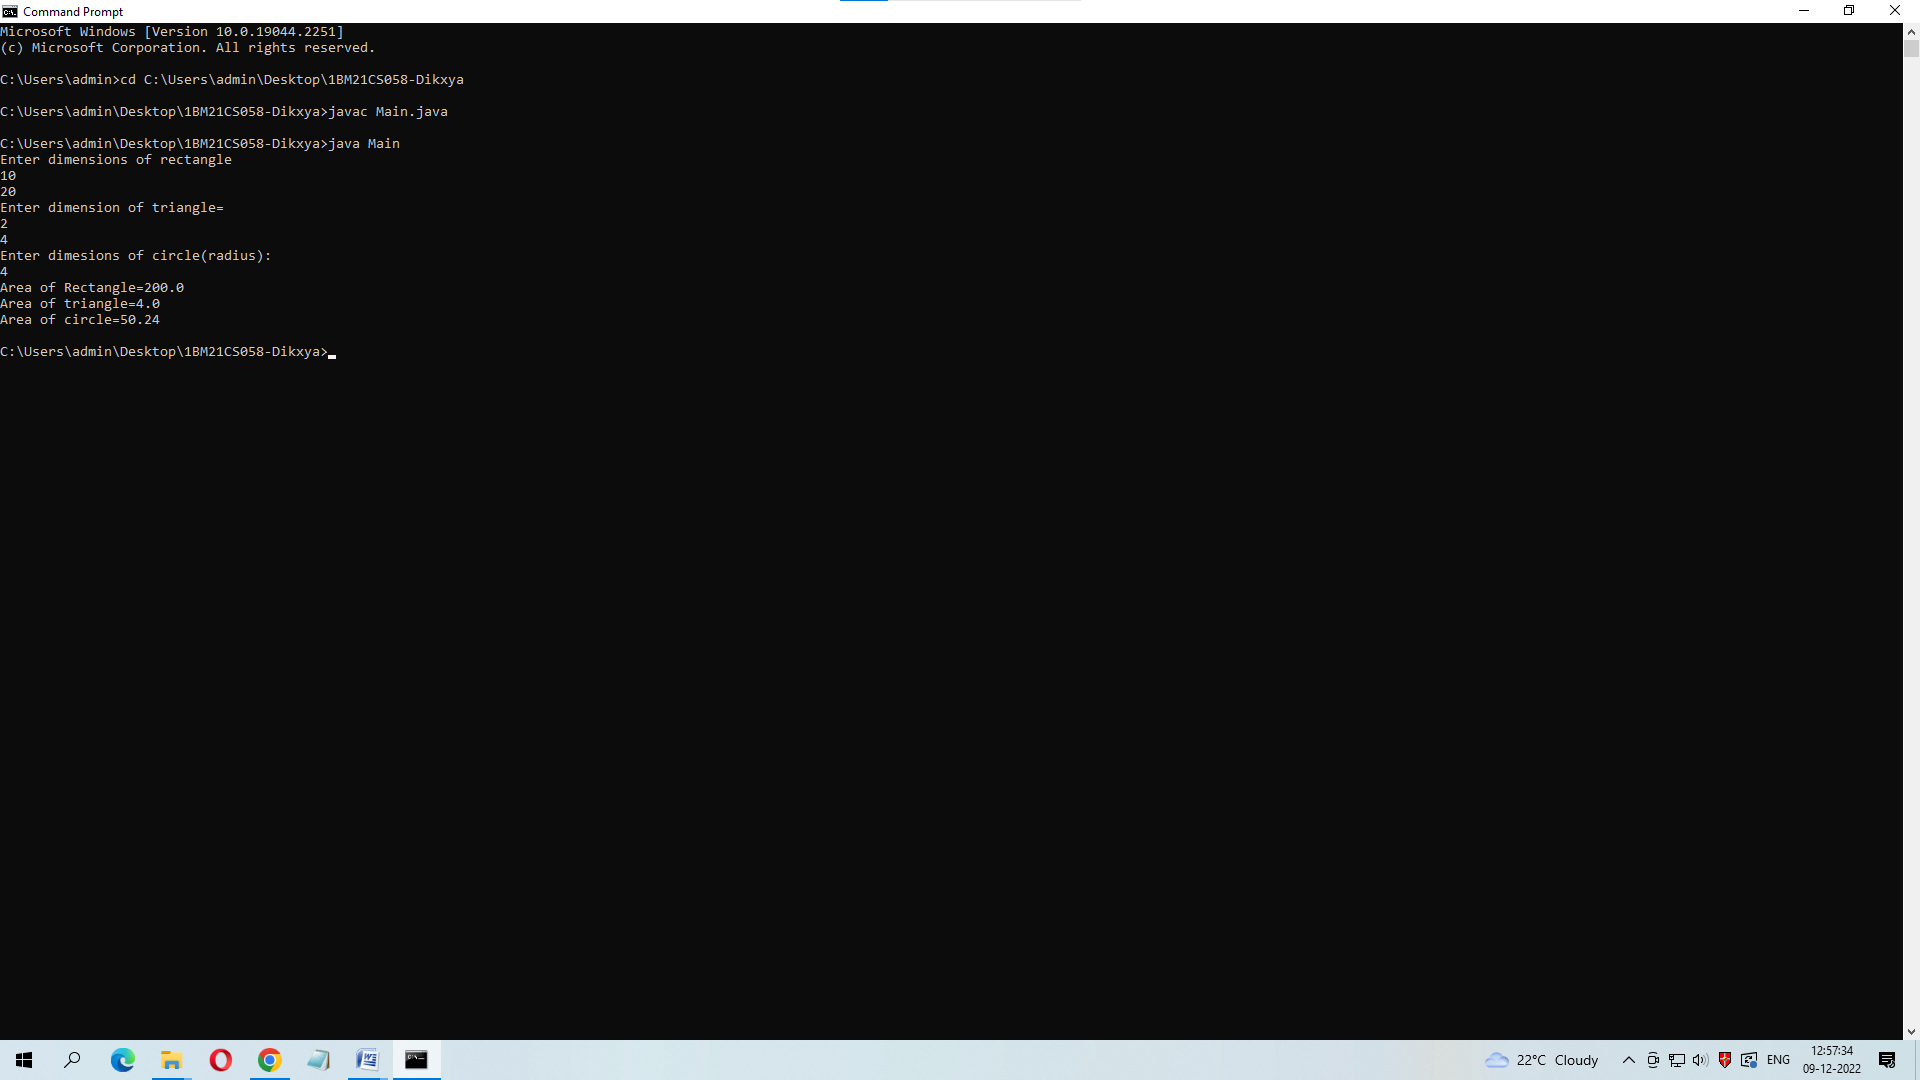 Command Prompt
Microsoft Windows [Version 10.0.19044.2251]
(c) Microsoft Corporation. All rights reserved.
C:\Users\admin>cd C:\Users\admin\Desktop\1BM21CS058-Dikxya
C:\Users\admin\Desktop\1BM21CS058-Dikxya>javac Main.java
C:\Users\admin\Desktop\1BM21CS058-Dikxya>java Main
Enter dimensions of rectangle
10
20
Enter dimension of triangle=
2
4
Enter dimesions of circle(radius):
4
Area of Rectangle=200.0
Area of triangle=4.0
Area of circle=50.24
C:\Users\admin\Desktop\1BM21CS058-Dikxya>
22°C Cloudy
ENG
12:57:34
09-12-2022